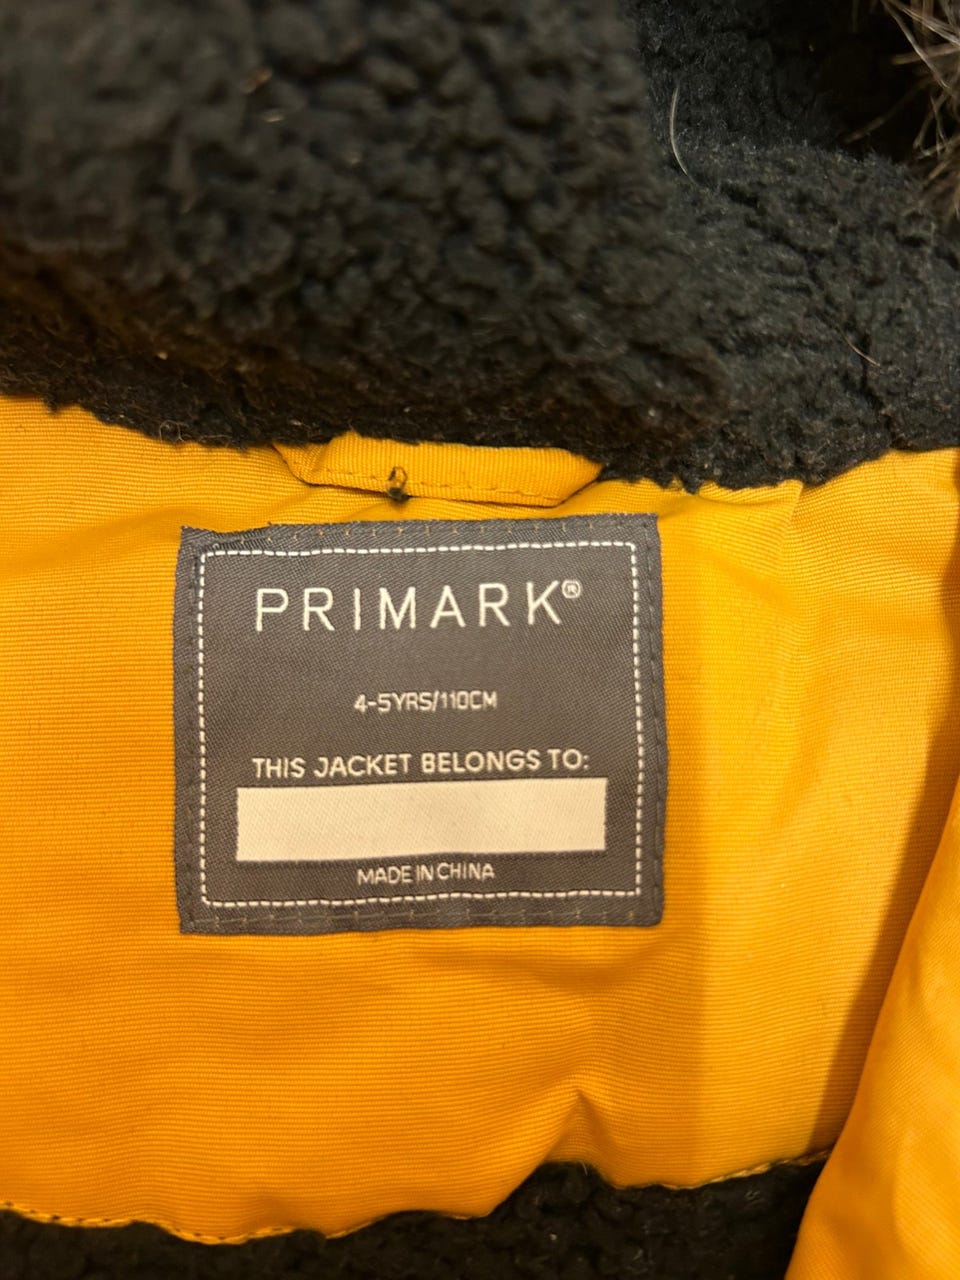 PRIMARK®
4-5YRS/110CM
THIS JACKET BELONGS TO:
MADE IN CHINA